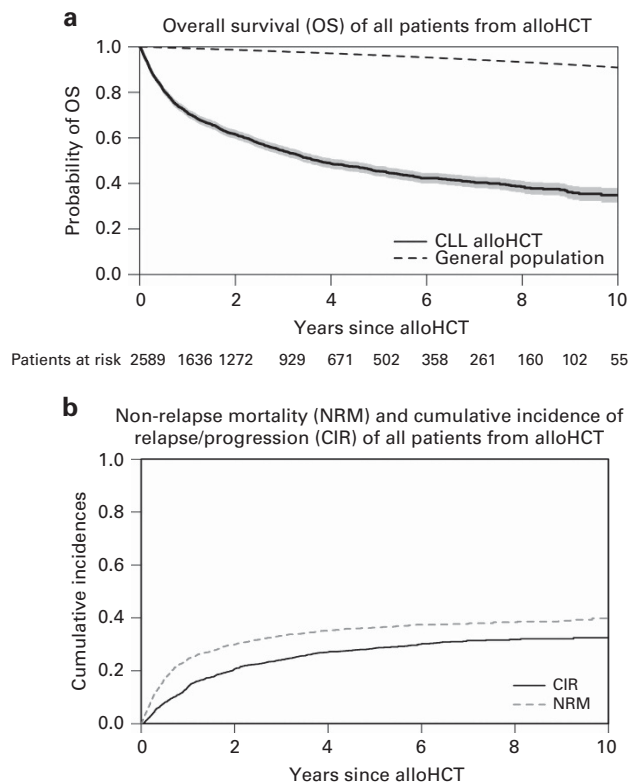 a
Overall survival (OS) of all patients from alloHCT
1.0
0.8
0.6
0.4
0.2
0.0
Probability of OS
CLL alloHCT
General population
0 2 4 6 8 10
Years since alloHCT
Patients at risk 2589 1636 1272 929 671 502 358 261 160 102 55
b
Non-relapse mortality (NRM) and cumulative incidence of
relapse/progression (CIR) of all patients from alloHCT
1.0
0.8
0.6
0.4
0.2
0.0
Cumulative incidences
CIR
NRM
0 2 4 6 8 10
Years since alloHCT